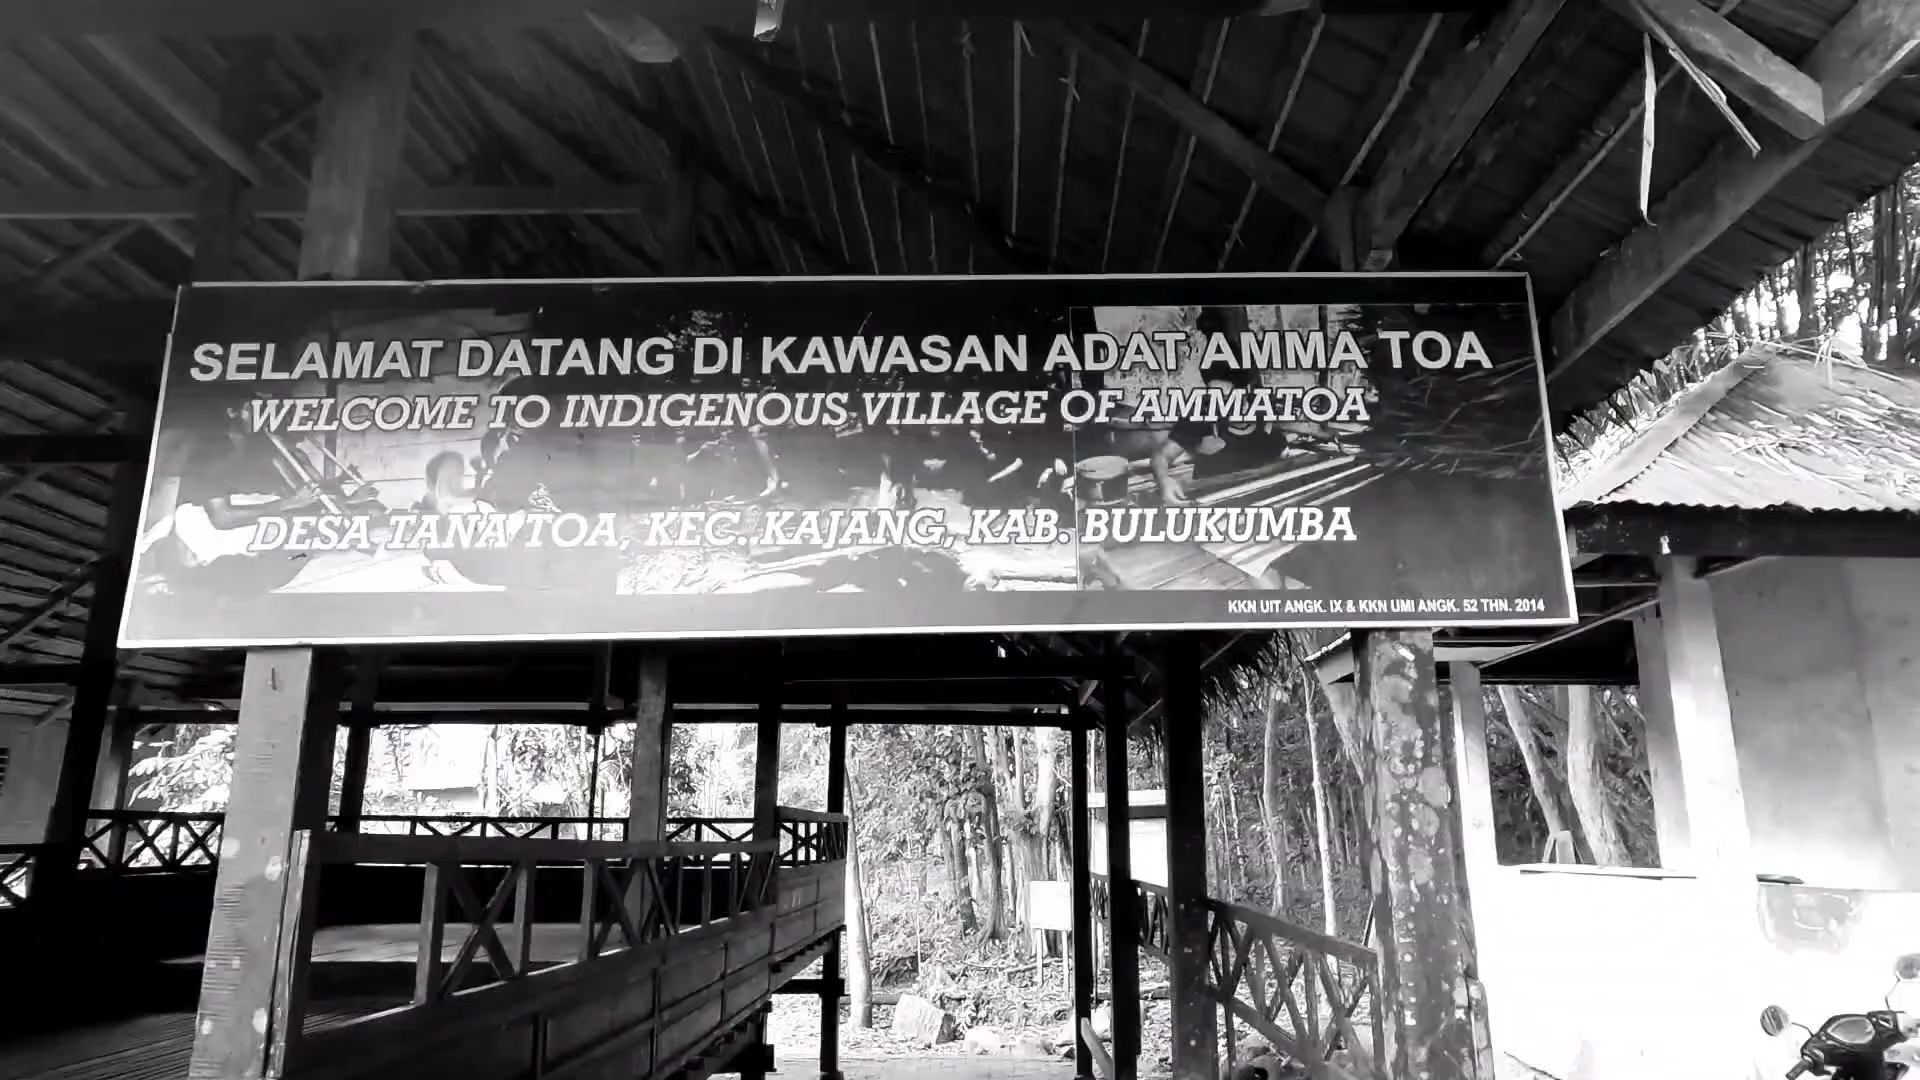 SELAMAT DATANG DI KAWASAN ADAT AMMA TOA
WELCOME TO INDIGENOUS VILLAGE OF AMMATOA
DESA TANA TOA, KEC. KAJANG, KAB. BULUKUMBA
KKN UIT ANGK. IX & KKN UMI ANGK. 52 THN. 2014